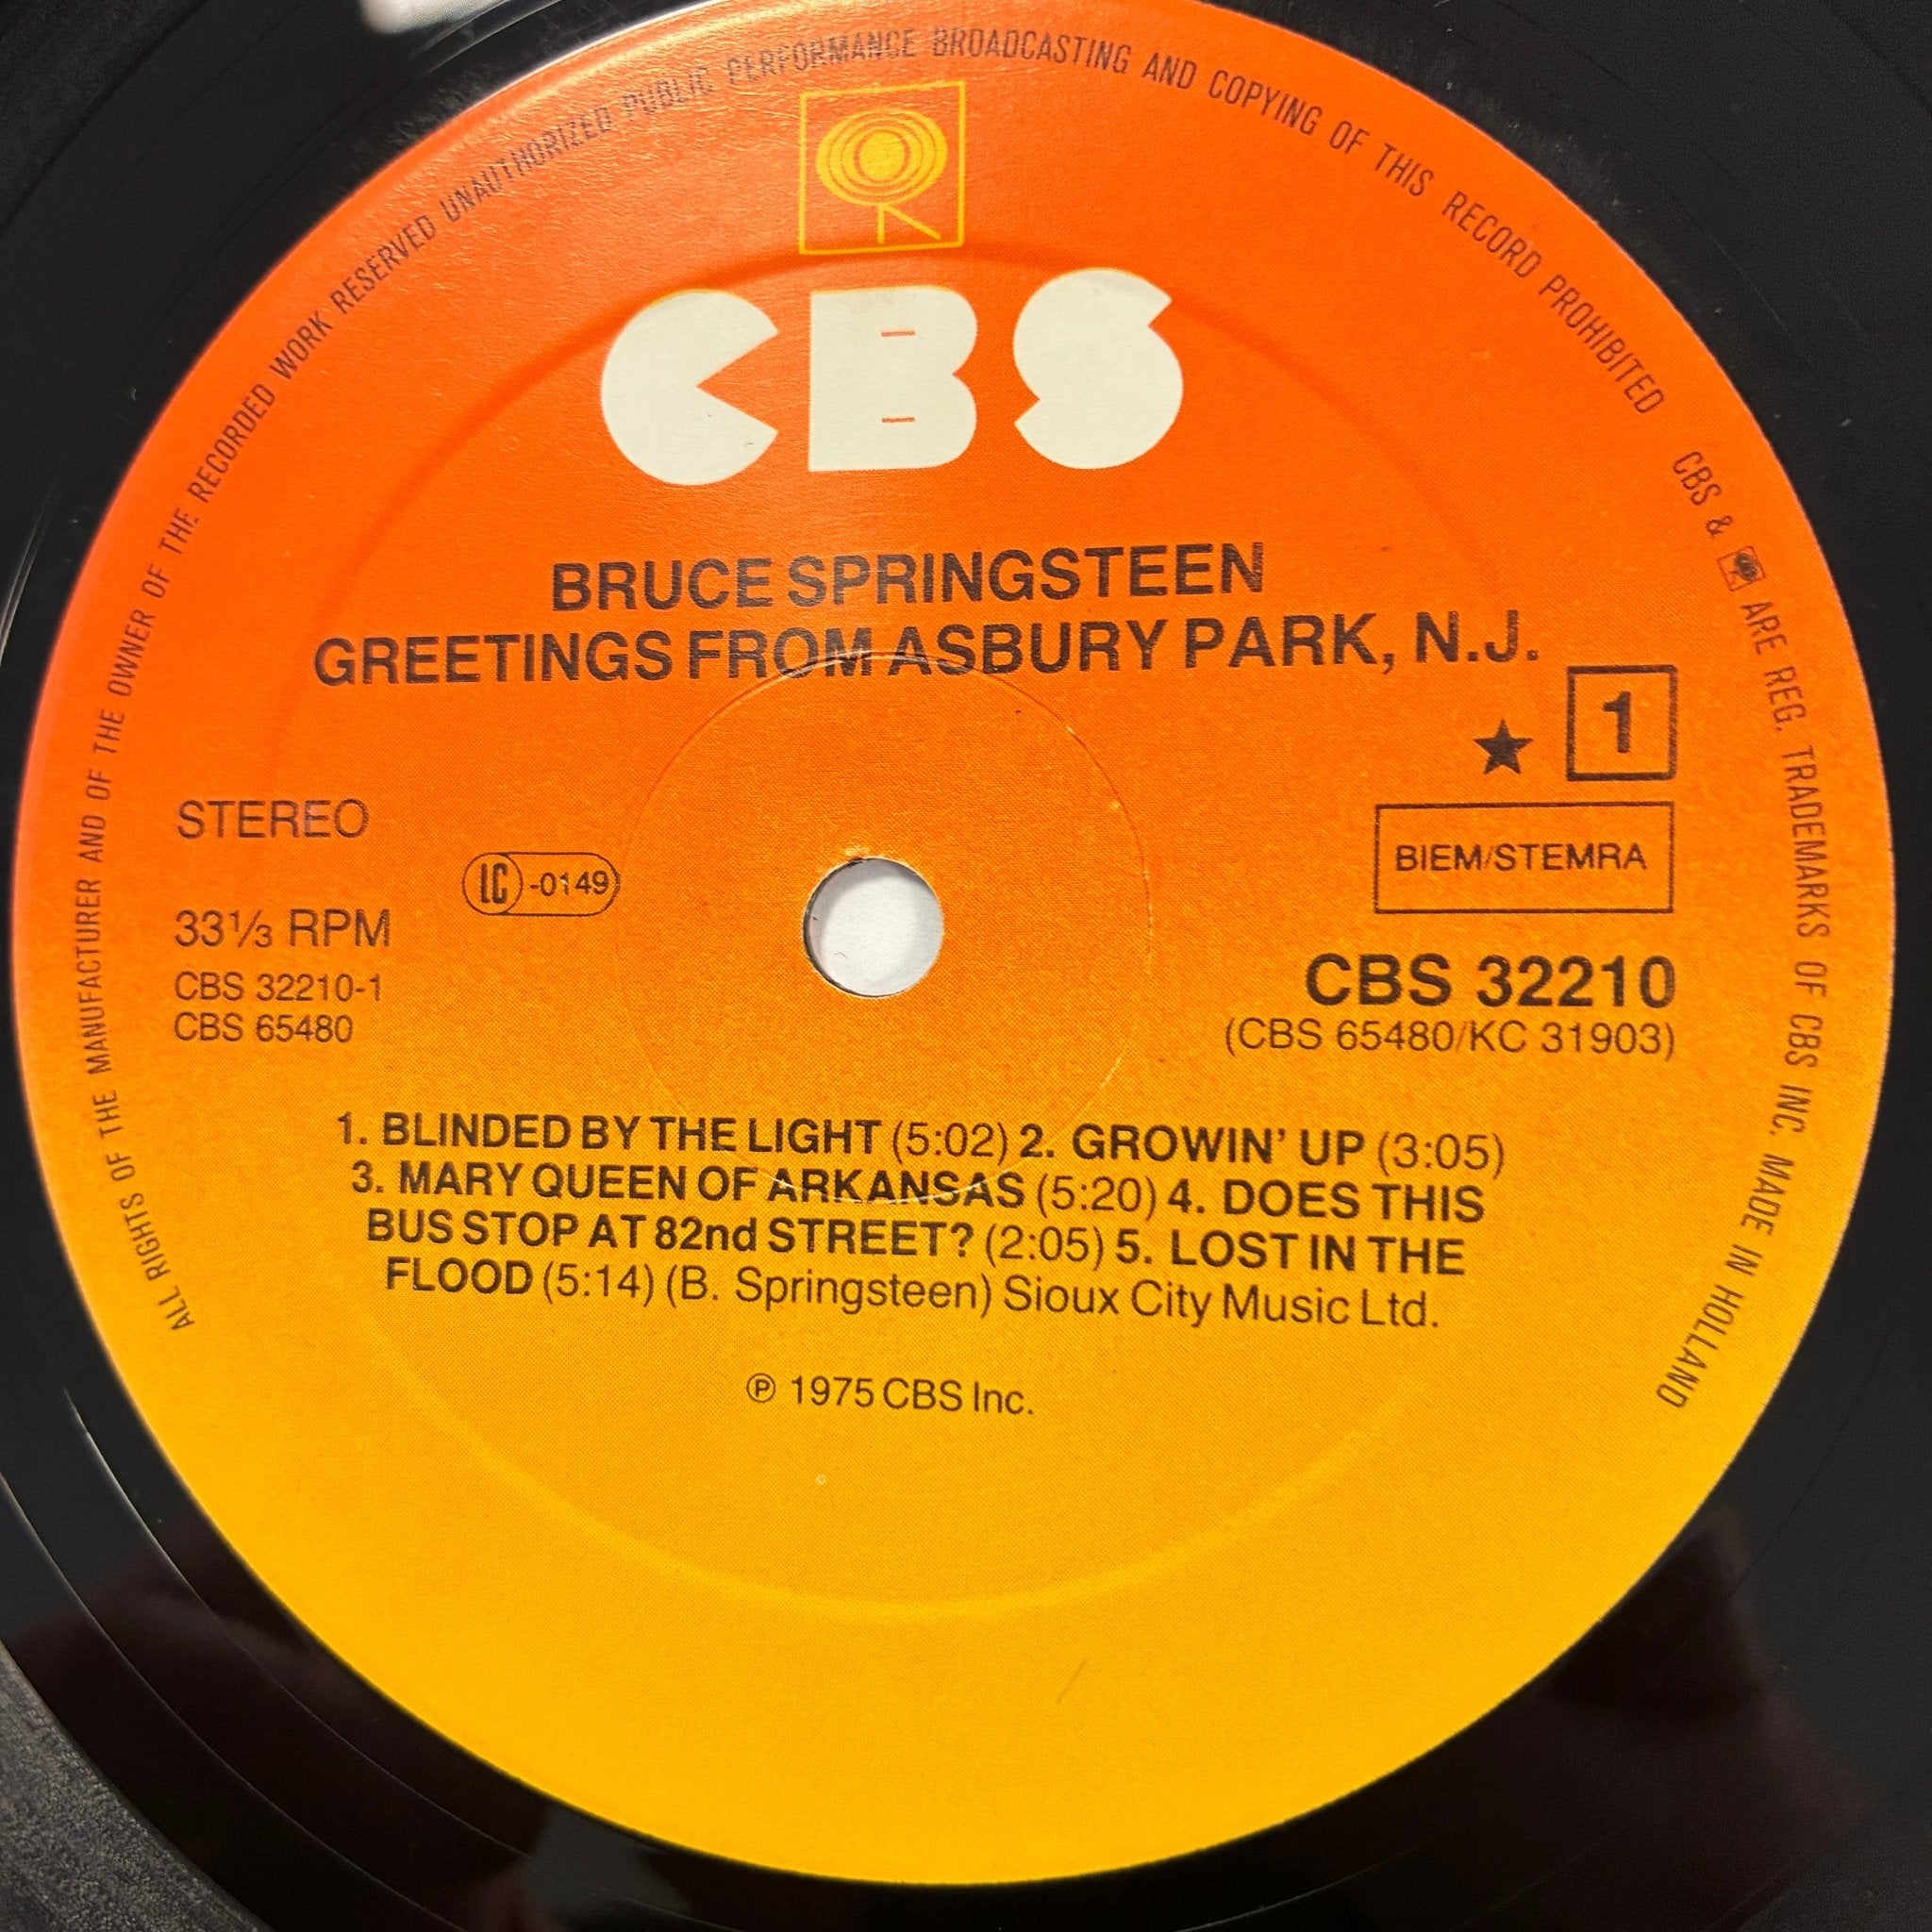 ALL RIGHTS OF THE MANUFACTURER AND OF THE OWNER OF THE RECORDED WORK RESERVED UNAUTHORIZED PUBLIC PERFORMANCE BROADCASTING AND COPYING OF THIS RECORD PROHIBITED CBS & ARE REG. TRADEMARKS OF CBS INC. MADE IN HOLLAND
CBS
BRUCE SPRINGSTEEN
GREETINGS FROM ASBURY PARK, N.J.
★ 1
STEREO
BIEM/STEMRA
LC-0149
33⅓ RPM
CBS 32210-1
CBS 65480
CBS 32210
(CBS 65480/KC 31903)
1. BLINDED BY THE LIGHT (5:02) 2. GROWIN' UP (3:05)
3. MARY QUEEN OF ARKANSAS (5:20) 4. DOES THIS
BUS STOP AT 82nd STREET? (2:05) 5. LOST IN THE
FLOOD (5:14) (B. Springsteen) Sioux City Music Ltd.
℗ 1975 CBS Inc.